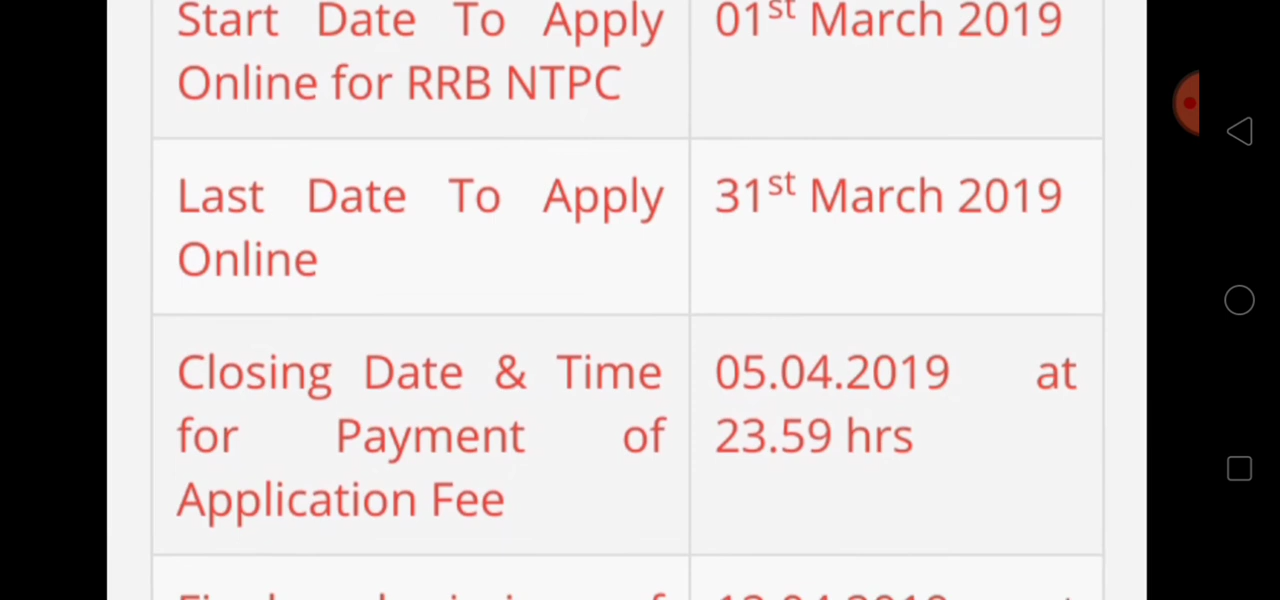 Start Date To Apply 01st March 2019
Online for RRB NTPC
Last Date To Apply 31st March 2019
Online
Closing Date & Time 05.04.2019 at
for Payment of 23.59 hrs
Application Fee